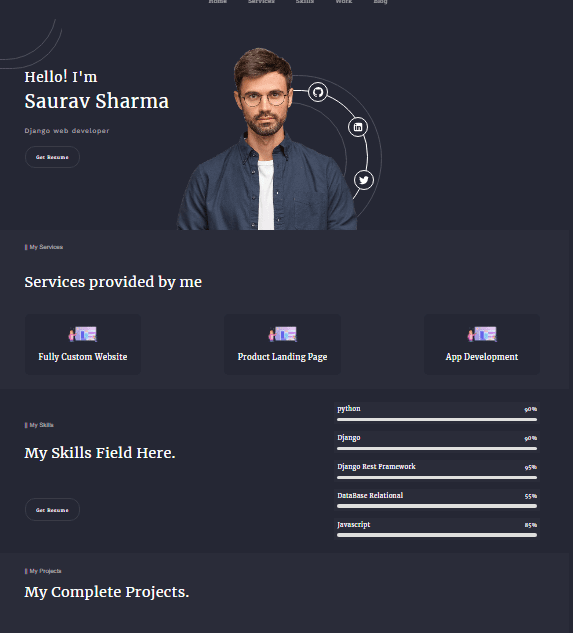 Home Services Skills Work Blog
Hello! I'm
Saurav Sharma
Django web developer
Get Resume
My Services
Services provided by me
Fully Custom Website
Product Landing Page
App Development
My Skills
My Skills Field Here.
Get Resume
python 90%
Django 90%
Django Rest Framework 95%
DataBase Relational 55%
Javascript 85%
My Projects
My Complete Projects.